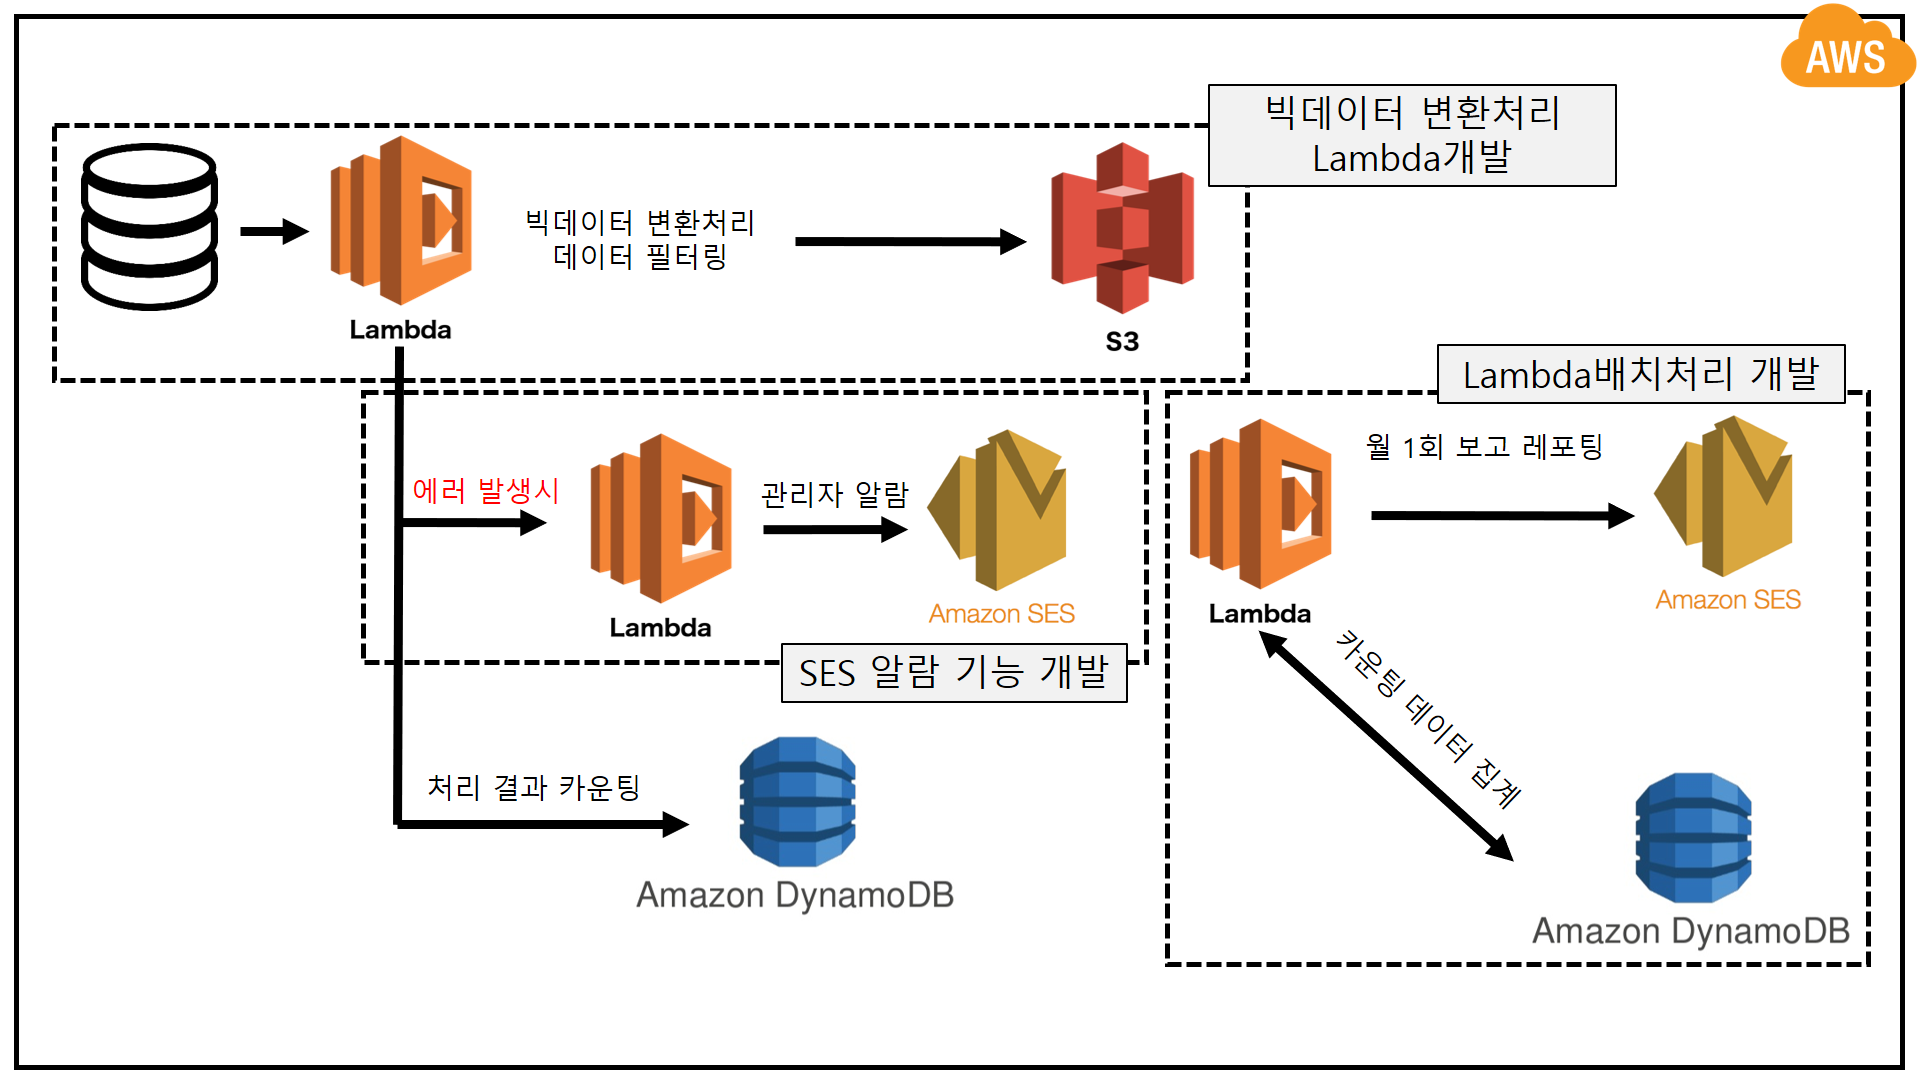 AWS
빅데이터 변환처리
Lambda개발
빅데이터 변환처리
데이터 필터링
Lambda
S3
Lambda배치처리 개발
에러 발생시
관리자 알람
Lambda
Amazon SES
SES 알람 기능 개발
월 1회 보고 레포팅
Lambda
Amazon SES
카운팅 데이터 집계
처리 결과 카운팅
Amazon DynamoDB
Amazon DynamoDB